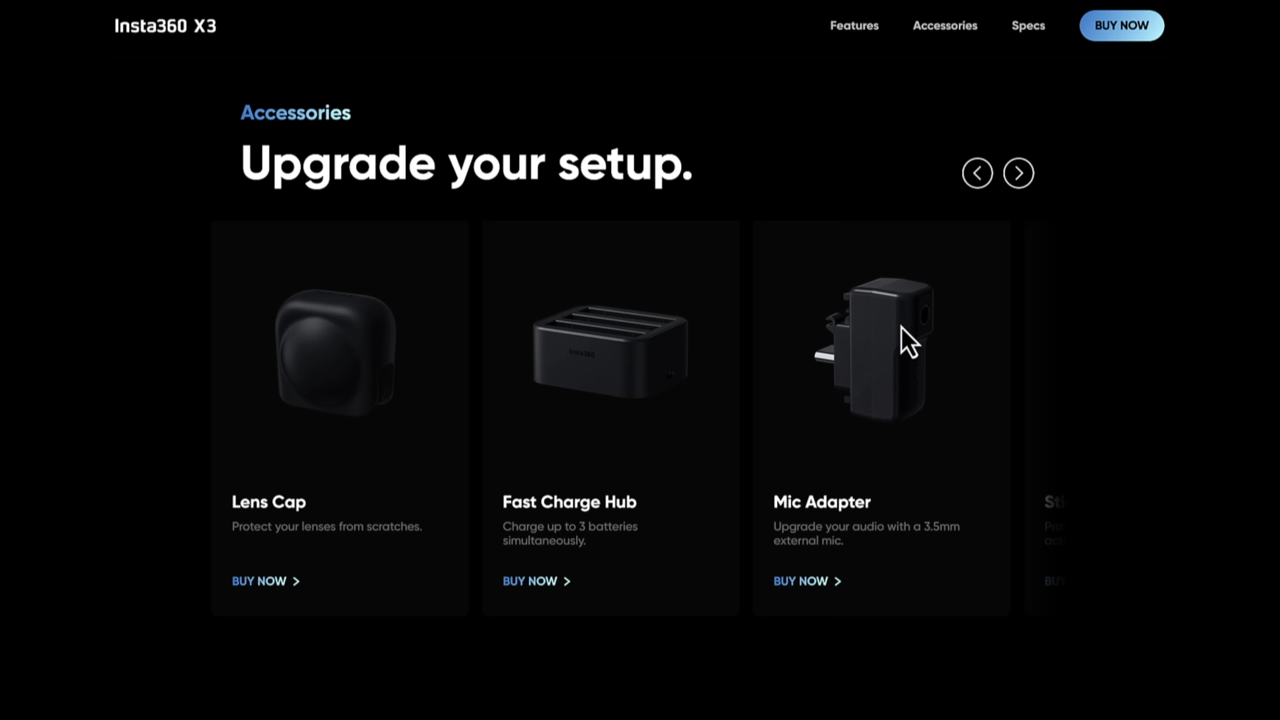 Insta360 X3
Features
Accessories
Specs
BUY NOW
Accessories
Upgrade your setup.
Insta360
Lens Cap
Protect your lenses from scratches.
BUY NOW >
Fast Charge Hub
Charge up to 3 batteries
simultaneously.
BUY NOW >
Mic Adapter
Upgrade your audio with a 3.5mm
external mic.
BUY NOW >